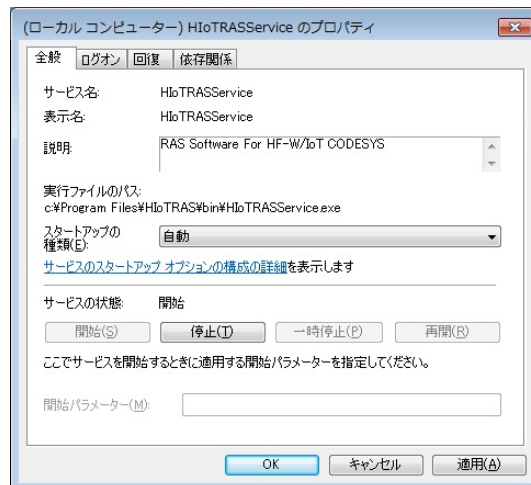 (ローカル コンピューター) HIoTRASService のプロパティ
全般 ログオン 回復 依存関係
サービス名: HIoTRASService
表示名: HIoTRASService
説明: RAS Software For HF-W/IoT CODESYS
実行ファイルのパス:
c:¥Program Files¥HIoTRAS¥bin¥HIoTRASService.exe
スタートアップの
種類(E): 自動
サービスのスタートアップ オプションの構成の詳細を表示します
サービスの状態: 開始
開始(S) 停止(T) 一時停止(P) 再開(R)
ここでサービスを開始するときに適用する開始パラメーターを指定してください。
開始パラメーター(M):
OK キャンセル 適用(A)